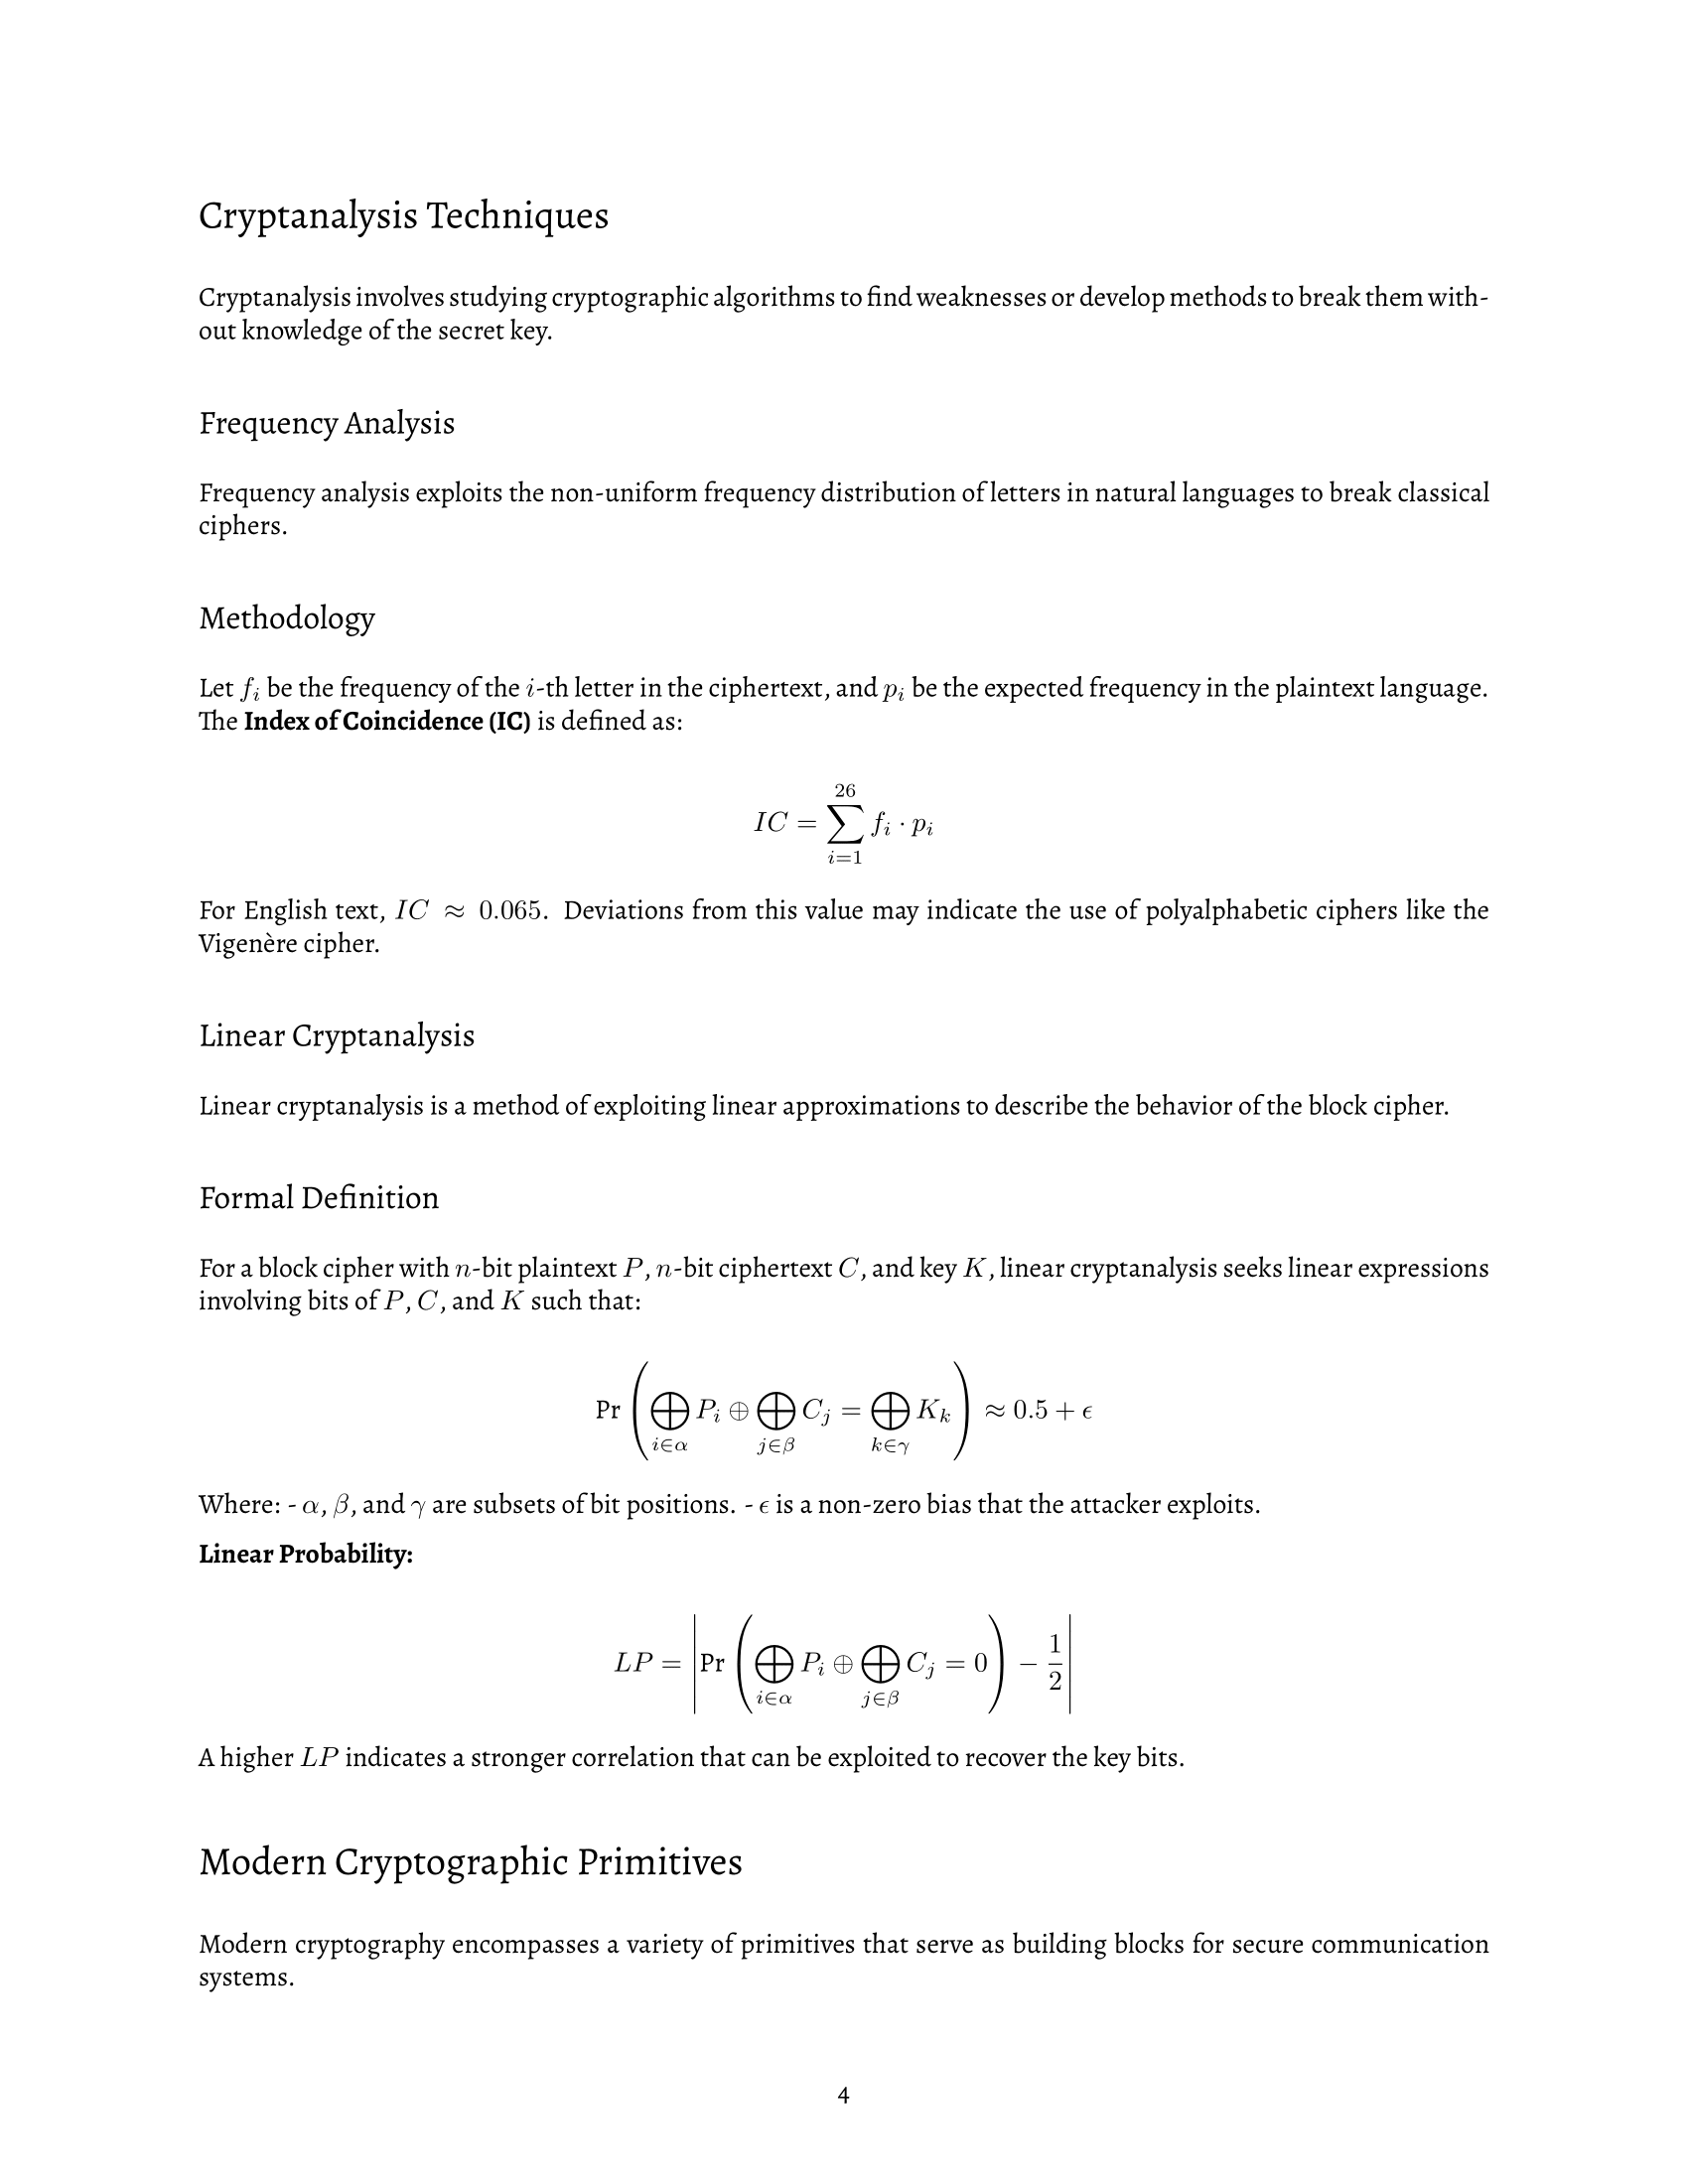 Cryptanalysis Techniques
Cryptanalysis involves studying cryptographic algorithms to find weaknesses or develop methods to break them with-
out knowledge of the secret key.
Frequency Analysis
Frequency analysis exploits the non-uniform frequency distribution of letters in natural languages to break classical
ciphers.
Methodology
Let $f_i$ be the frequency of the $i$-th letter in the ciphertext, and $p_i$ be the expected frequency in the plaintext language.
The Index of Coincidence (IC) is defined as:
$IC = \sum_{i=1}^{26} f_i \cdot p_i$
For English text, $IC \approx 0.065$. Deviations from this value may indicate the use of polyalphabetic ciphers like the
Vigenère cipher.
Linear Cryptanalysis
Linear cryptanalysis is a method of exploiting linear approximations to describe the behavior of the block cipher.
Formal Definition
For a block cipher with $n$-bit plaintext $P$, $n$-bit ciphertext $C$, and key $K$, linear cryptanalysis seeks linear expressions
involving bits of $P$, $C$, and $K$ such that:
$\Pr\left(\bigoplus_{i\in\alpha} P_i \oplus \bigoplus_{j\in\beta} C_j = \bigoplus_{k\in\gamma} K_k\right) \approx 0.5 + \epsilon$
Where: - $\alpha$, $\beta$, and $\gamma$ are subsets of bit positions. - $\epsilon$ is a non-zero bias that the attacker exploits.
Linear Probability:
$LP = \left|\Pr\left(\bigoplus_{i\in\alpha} P_i \oplus \bigoplus_{j\in\beta} C_j = 0\right) - \frac{1}{2}\right|$
A higher $LP$ indicates a stronger correlation that can be exploited to recover the key bits.
Modern Cryptographic Primitives
Modern cryptography encompasses a variety of primitives that serve as building blocks for secure communication
systems.
4